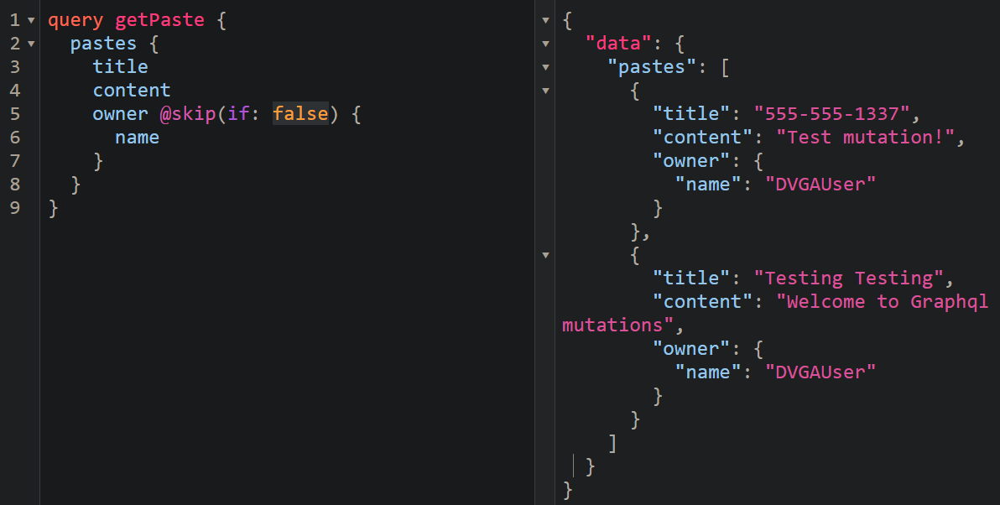 1 ▾ query getPaste {
2 ▾   pastes {
3       title
4       content
5       owner @skip(if: false) {
6         name
7       }
8     }
9   }
{
  "data": {
    "pastes": [
      {
        "title": "555-555-1337",
        "content": "Test mutation!",
        "owner": {
          "name": "DVGAUser"
        }
      },
      {
        "title": "Testing Testing",
        "content": "Welcome to Graphql
mutations",
        "owner": {
          "name": "DVGAUser"
        }
      }
    ]
  }
}